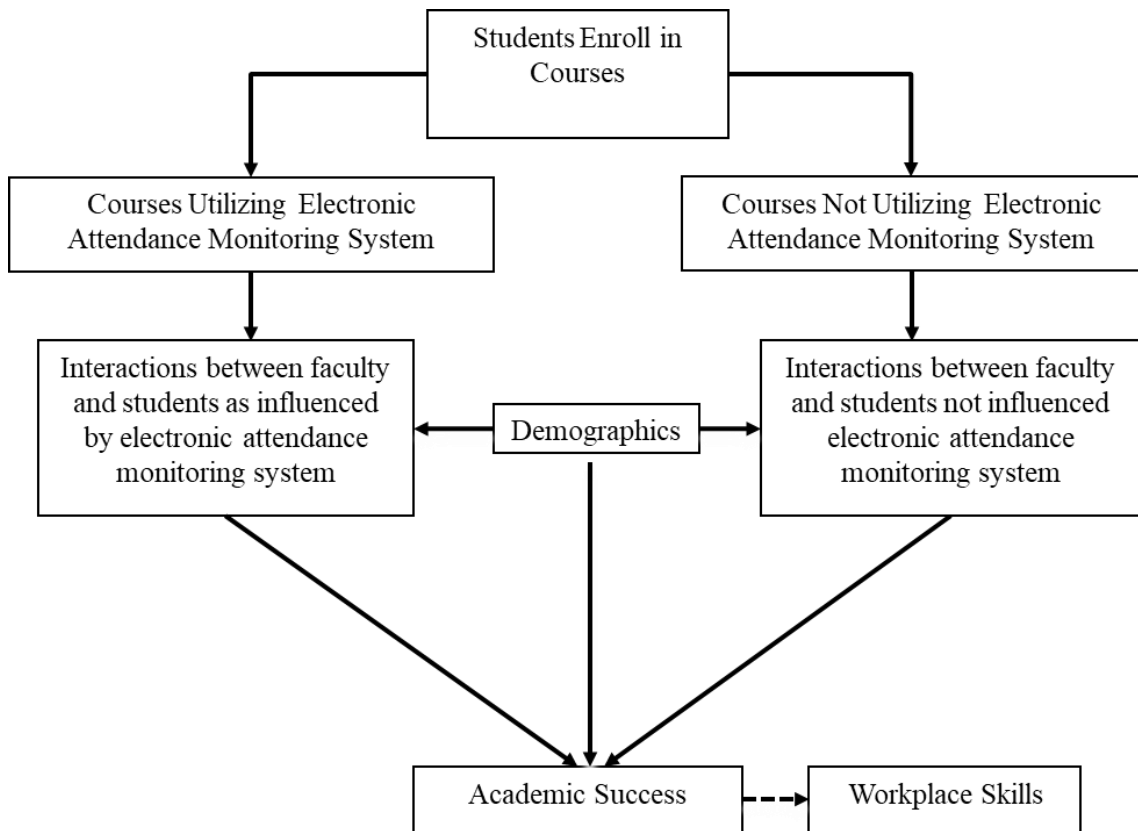 Students Enroll in
Courses
Courses Utilizing Electronic
Attendance Monitoring System
Courses Not Utilizing Electronic
Attendance Monitoring System
Interactions between faculty
and students as influenced
by electronic attendance
monitoring system
Demographics
Interactions between faculty
and students not influenced
electronic attendance
monitoring system
Academic Success
Workplace Skills